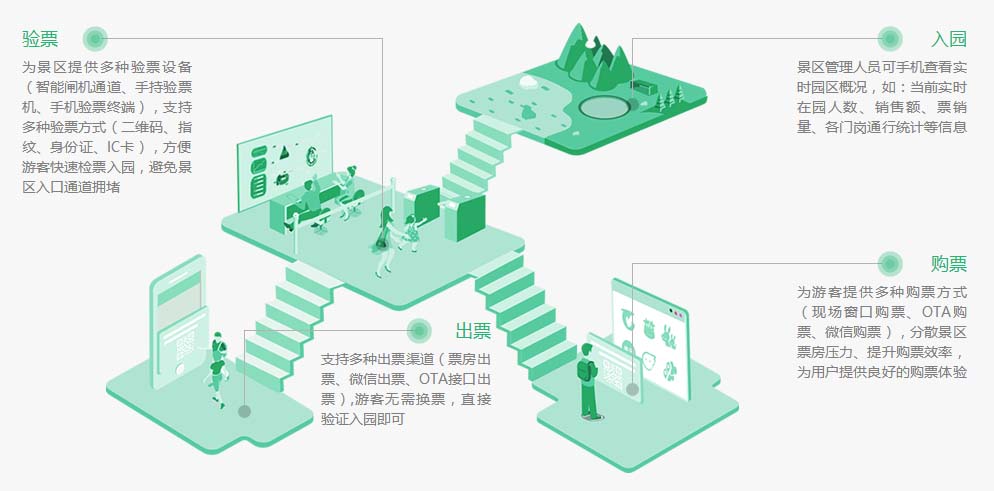 验票
为景区提供多种验票设备
（智能闸机通道、手持验票
机、手机验票终端），支持
多种验票方式（二维码、指
纹、身份证、IC卡），方便
游客快速检票入园，避免景
区入口通道拥堵
入园
景区管理人员可手机查看实
时园区概况，如：当前实时
在园人数、销售额、票销
量、各门岗通行统计等信息
出票
支持多种出票渠道（票房出
票、微信出票、OTA接口出
票）,游客无需换票，直接
验证入园即可
购票
为游客提供多种购票方式
（现场窗口购票、OTA购
票、微信购票），分散景区
票房压力、提升购票效率，
为用户提供良好的购票体验